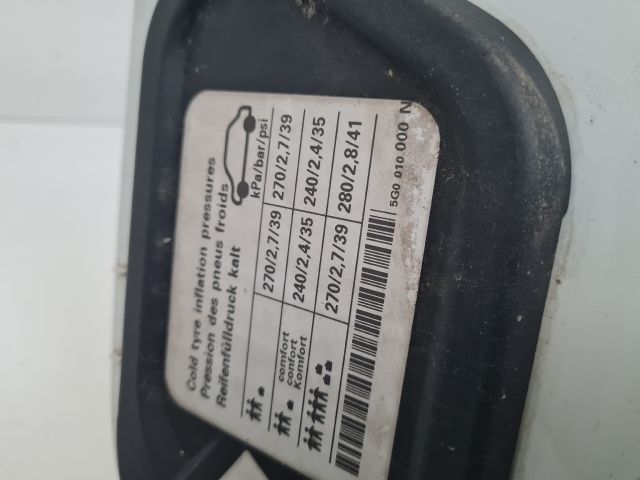 Cold tyre inflation pressures
Pression des pneus froids
Reifenfülldruck kalt
kPa/bar/psi
270/2,7/39 270/2,7/39
comfort
confort
Komfort
240/2,4/35 240/2,4/35
270/2,7/39 280/2,8/41
5G0 010 000 N